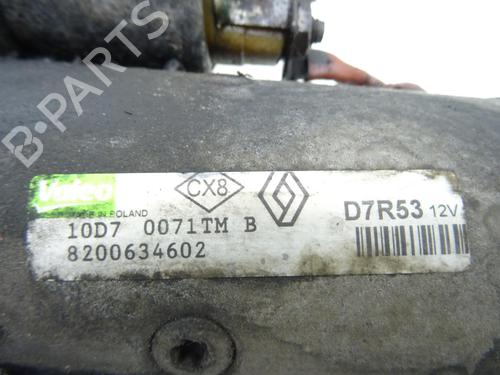 B-PARTS
Valeo
MADE IN POLAND
CX8
D7R53 12V
10D7 0071TM B
8200634602